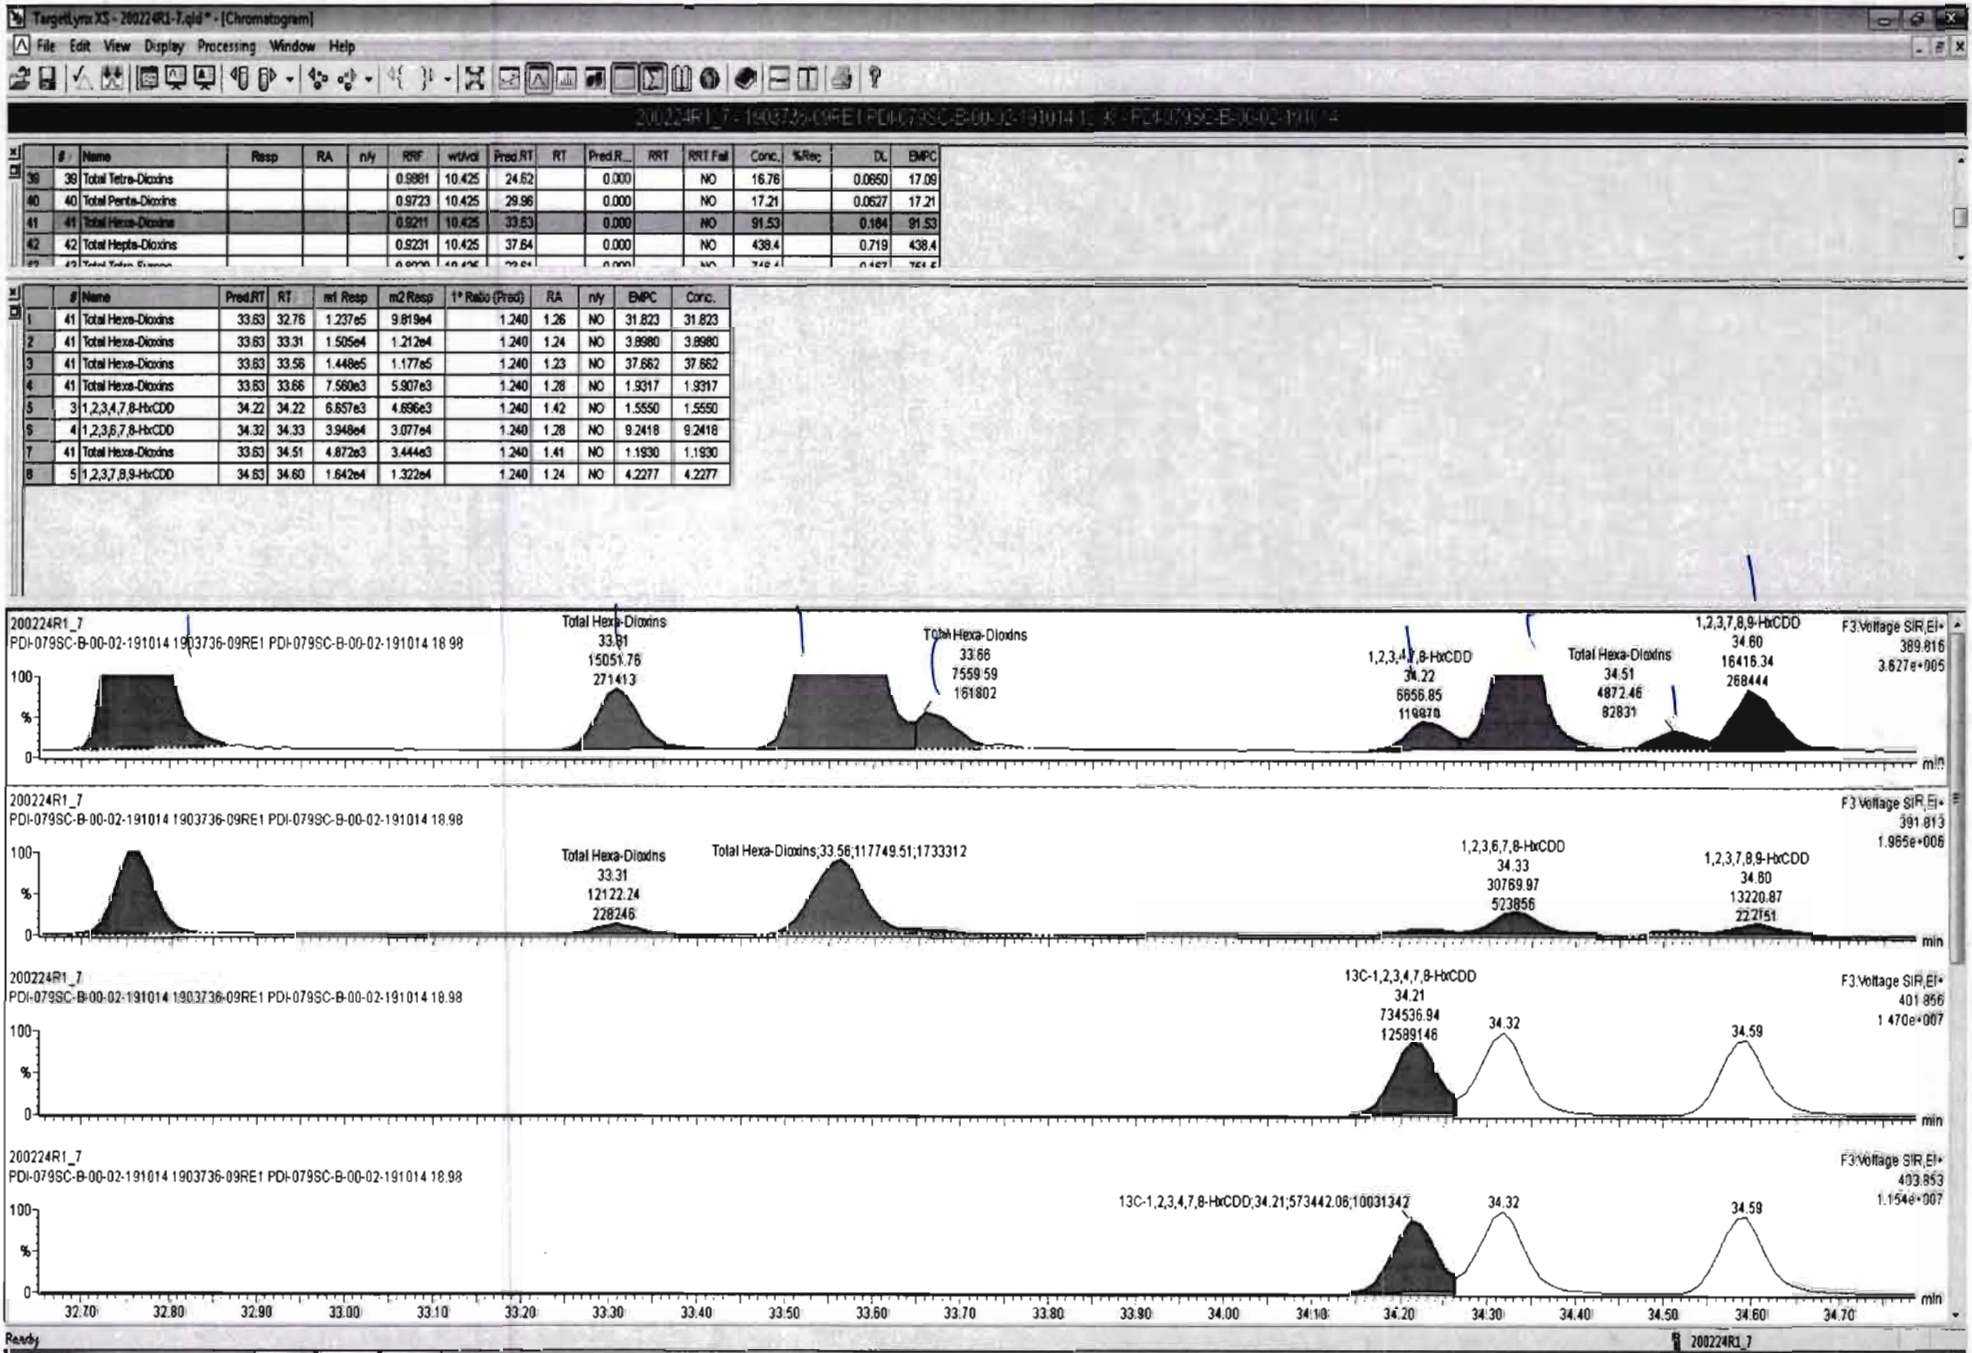 TargetLynx XS - 200224R1-7.qld * - [Chromatogram]
File Edit View Display Processing Window Help
200224R1_7 - 1903736-09RE1 PDI-079SC-B-00-02-191014 18.98 - PDI-079SC-B-00-02-191014
# Name Resp RA n/y RRF wt/vol Pred.RT RT Pred.R... RRT RRT Fail Conc. %Rec DL EMPC
39 39 Total Tetra-Dioxins 0.9881 10.425 24.62 0.000 NO 16.76 0.0650 17.09
40 40 Total Penta-Dioxins 0.9723 10.425 29.96 0.000 NO 17.21 0.0627 17.21
41 41 Total Hexa-Dioxins 0.9211 10.425 33.63 0.000 NO 91.53 0.184 91.53
42 42 Total Hepta-Dioxins 0.9231 10.425 37.64 0.000 NO 438.4 0.719 438.4
# Name Pred.RT RT m1 Resp m2 Resp 1° Ratio (Pred) RA n/y EMPC Conc.
1 41 Total Hexa-Dioxins 33.63 32.76 1.237e5 9.819e4 1.240 1.26 NO 31.823 31.823
2 41 Total Hexa-Dioxins 33.63 33.31 1.505e4 1.212e4 1.240 1.24 NO 3.8980 3.8980
3 41 Total Hexa-Dioxins 33.63 33.56 1.448e5 1.177e5 1.240 1.23 NO 37.662 37.662
4 41 Total Hexa-Dioxins 33.63 33.66 7.560e3 5.907e3 1.240 1.28 NO 1.9317 1.9317
5 3 1,2,3,4,7,8-HxCDD 34.22 34.22 6.657e3 4.696e3 1.240 1.42 NO 1.5550 1.5550
6 4 1,2,3,6,7,8-HxCDD 34.32 34.33 3.948e4 3.077e4 1.240 1.28 NO 9.2418 9.2418
7 41 Total Hexa-Dioxins 33.63 34.51 4.872e3 3.444e3 1.240 1.41 NO 1.1930 1.1930
8 5 1,2,3,7,8,9-HxCDD 34.63 34.60 1.642e4 1.322e4 1.240 1.24 NO 4.2277 4.2277
200224R1_7
PDI-079SC-B-00-02-191014 1903736-09RE1 PDI-079SC-B-00-02-191014 18.98
F3:Voltage SIR,EI+
389.816
3.627e+005
Total Hexa-Dioxins
33.31
15051.76
271413
Total Hexa-Dioxins
33.66
7559.59
161802
1,2,3,4,7,8-HxCDD
34.22
6656.85
119870
Total Hexa-Dioxins
34.51
4872.46
82831
1,2,3,7,8,9-HxCDD
34.60
16416.34
268444
100
%
0
min
200224R1_7
PDI-079SC-B-00-02-191014 1903736-09RE1 PDI-079SC-B-00-02-191014 18.98
F3:Voltage SIR,EI+
391.813
1.965e+006
Total Hexa-Dioxins
33.31
12122.24
228246
Total Hexa-Dioxins;33.56;117749.51;1733312
1,2,3,6,7,8-HxCDD
34.33
30769.97
523856
1,2,3,7,8,9-HxCDD
34.60
13220.87
222151
100
%
0
min
200224R1_7
PDI-079SC-B-00-02-191014 1903736-09RE1 PDI-079SC-B-00-02-191014 18.98
F3:Voltage SIR,EI+
401.856
1.470e+007
13C-1,2,3,4,7,8-HxCDD
34.21
734536.94
12589146
34.32
34.59
100
%
0
min
200224R1_7
PDI-079SC-B-00-02-191014 1903736-09RE1 PDI-079SC-B-00-02-191014 18.98
F3:Voltage SIR,EI+
403.853
1.154e+007
13C-1,2,3,4,7,8-HxCDD;34.21;573442.06;10031342
34.32
34.59
100
%
0
min
32.70 32.80 32.90 33.00 33.10 33.20 33.30 33.40 33.50 33.60 33.70 33.80 33.90 34.00 34.10 34.20 34.30 34.40 34.50 34.60 34.70
Ready
200224R1_7